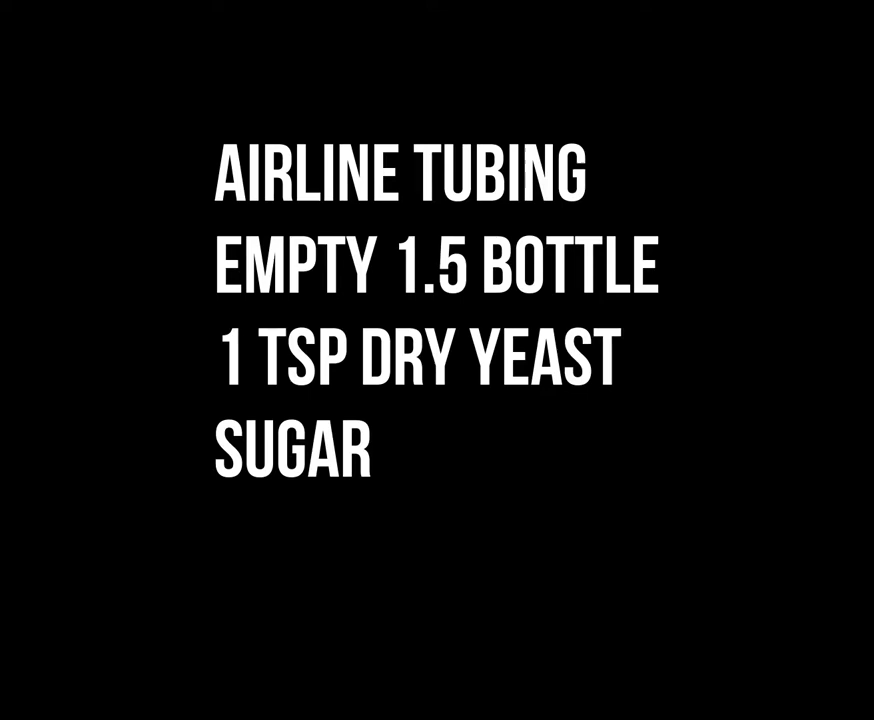 AIRLINE TUBING
EMPTY 1.5 BOTTLE
1 TSP DRY YEAST
SUGAR